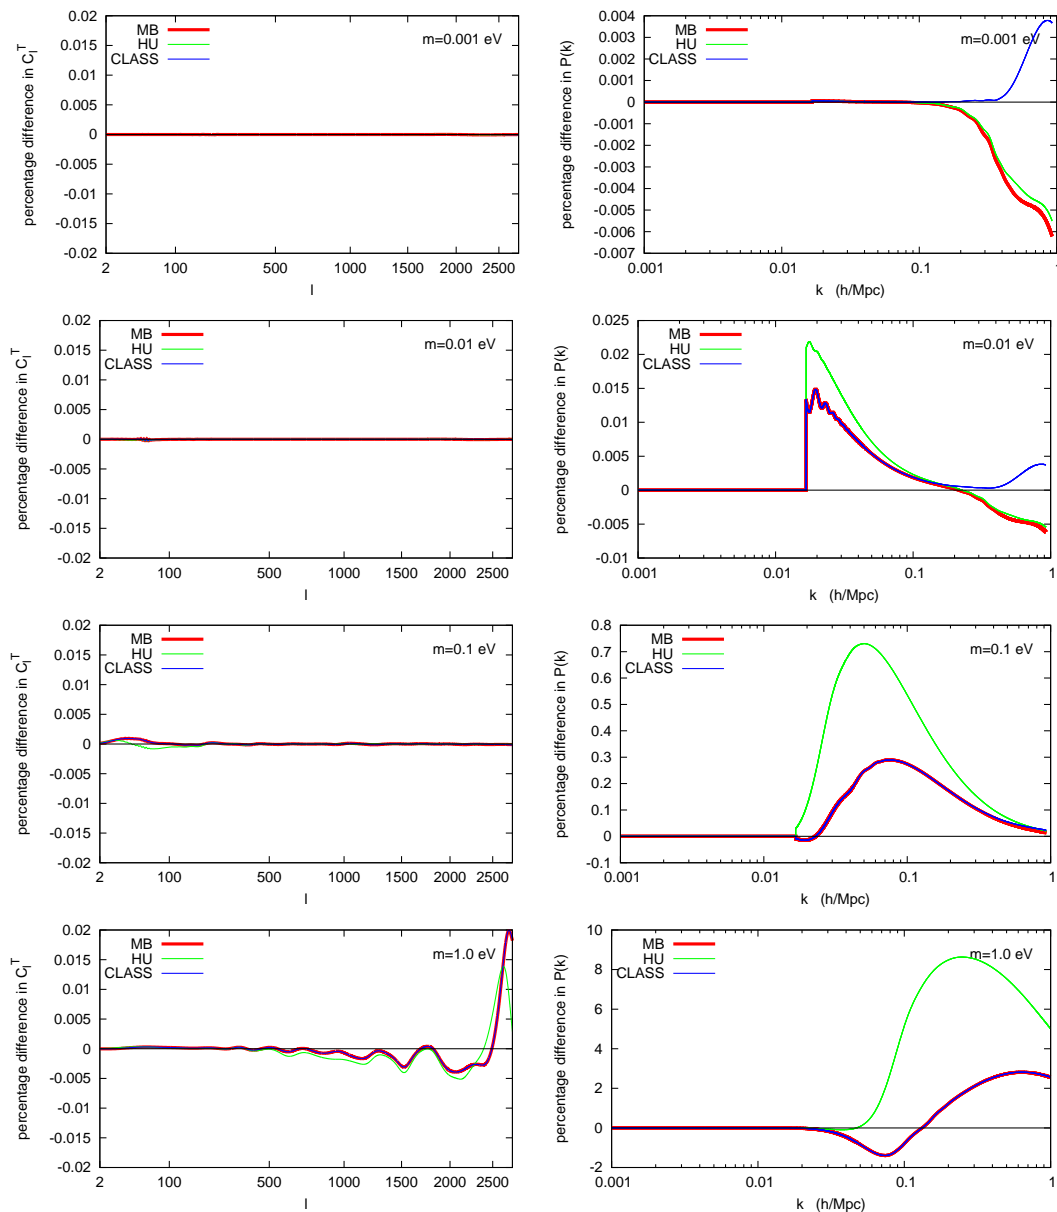 percentage difference in C_l^T
0.02
0.015
0.01
0.005
0
-0.005
-0.01
-0.015
-0.02
MB
HU
CLASS
m=0.001 eV
2 100 500 1000 1500 2000 2500
l
percentage difference in P(k)
0.004
0.003
0.002
0.001
0
-0.001
-0.002
-0.003
-0.004
-0.005
-0.006
-0.007
MB
HU
CLASS
m=0.001 eV
0.001 0.01 0.1 1
k (h/Mpc)
percentage difference in C_l^T
0.02
0.015
0.01
0.005
0
-0.005
-0.01
-0.015
-0.02
MB
HU
CLASS
m=0.01 eV
2 100 500 1000 1500 2000 2500
l
percentage difference in P(k)
0.025
0.02
0.015
0.01
0.005
0
-0.005
-0.01
MB
HU
CLASS
m=0.01 eV
0.001 0.01 0.1 1
k (h/Mpc)
percentage difference in C_l^T
0.02
0.015
0.01
0.005
0
-0.005
-0.01
-0.015
-0.02
MB
HU
CLASS
m=0.1 eV
2 100 500 1000 1500 2000 2500
l
percentage difference in P(k)
0.8
0.7
0.6
0.5
0.4
0.3
0.2
0.1
0
-0.1
MB
HU
CLASS
m=0.1 eV
0.001 0.01 0.1 1
k (h/Mpc)
percentage difference in C_l^T
0.02
0.015
0.01
0.005
0
-0.005
-0.01
-0.015
-0.02
MB
HU
CLASS
m=1.0 eV
2 100 500 1000 1500 2000 2500
l
percentage difference in P(k)
10
8
6
4
2
0
-2
MB
HU
CLASS
m=1.0 eV
0.001 0.01 0.1 1
k (h/Mpc)